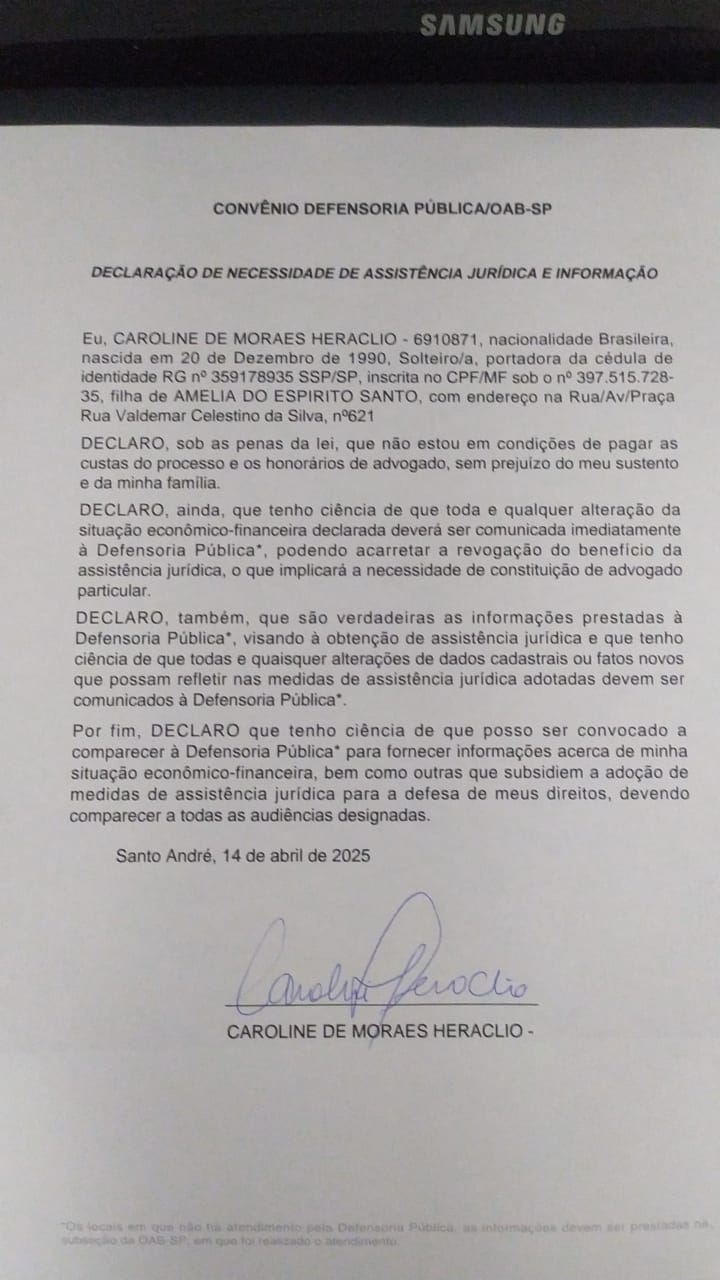 SAMSUNG
CONVÊNIO DEFENSORIA PÚBLICA/OAB-SP
DECLARAÇÃO DE NECESSIDADE DE ASSISTÊNCIA JURÍDICA E INFORMAÇÃO
Eu, CAROLINE DE MORAES HERACLIO - 6910871, nacionalidade Brasileira,
nascida em 20 de Dezembro de 1990, Solteiro/a, portadora da cédula de
identidade RG nº 359178935 SSP/SP, inscrita no CPF/MF sob o nº 397.515.728-
35, filha de AMELIA DO ESPIRITO SANTO, com endereço na Rua/Av/Praça
Rua Valdemar Celestino da Silva, nº621
DECLARO, sob as penas da lei, que não estou em condições de pagar as
custas do processo e os honorários de advogado, sem prejuízo do meu sustento
e da minha família.
DECLARO, ainda, que tenho ciência de que toda e qualquer alteração da
situação econômico-financeira declarada deverá ser comunicada imediatamente
à Defensoria Pública*, podendo acarretar a revogação do benefício da
assistência jurídica, o que implicará a necessidade de constituição de advogado
particular.
DECLARO, também, que são verdadeiras as informações prestadas à
Defensoria Pública*, visando à obtenção de assistência jurídica e que tenho
ciência de que todas e quaisquer alterações de dados cadastrais ou fatos novos
que possam refletir nas medidas de assistência jurídica adotadas devem ser
comunicados à Defensoria Pública*.
Por fim, DECLARO que tenho ciência de que posso ser convocado a
comparecer à Defensoria Pública* para fornecer informações acerca de minha
situação econômico-financeira, bem como outras que subsidiem a adoção de
medidas de assistência jurídica para a defesa de meus direitos, devendo
comparecer a todas as audiências designadas.
Santo André, 14 de abril de 2025
Caroline Heraclio
CAROLINE DE MORAES HERACLIO -
*Os locais em que não há atendimento pela Defensoria Pública, as informações devem ser prestadas na
subseção da OAB-SP, em que foi realizado o atendimento.